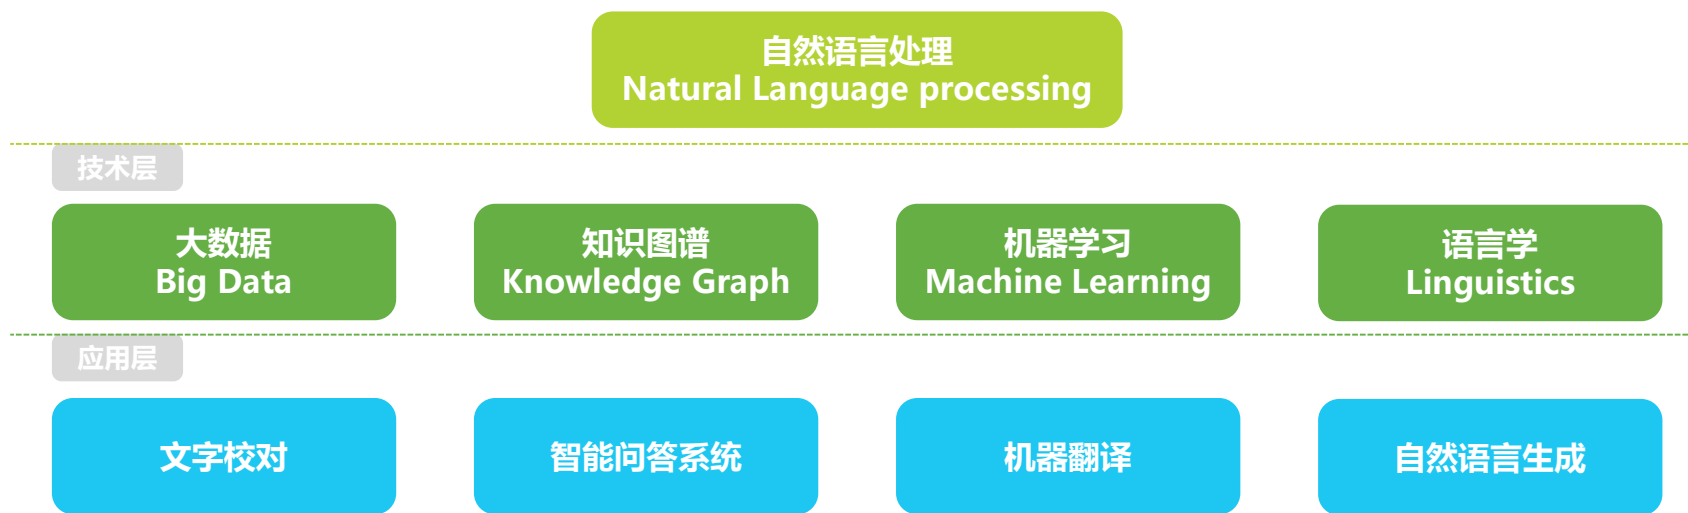 自然语言处理
Natural Language processing
技术层
大数据
Big Data
知识图谱
Knowledge Graph
机器学习
Machine Learning
语言学
Linguistics
应用层
文字校对
智能问答系统
机器翻译
自然语言生成